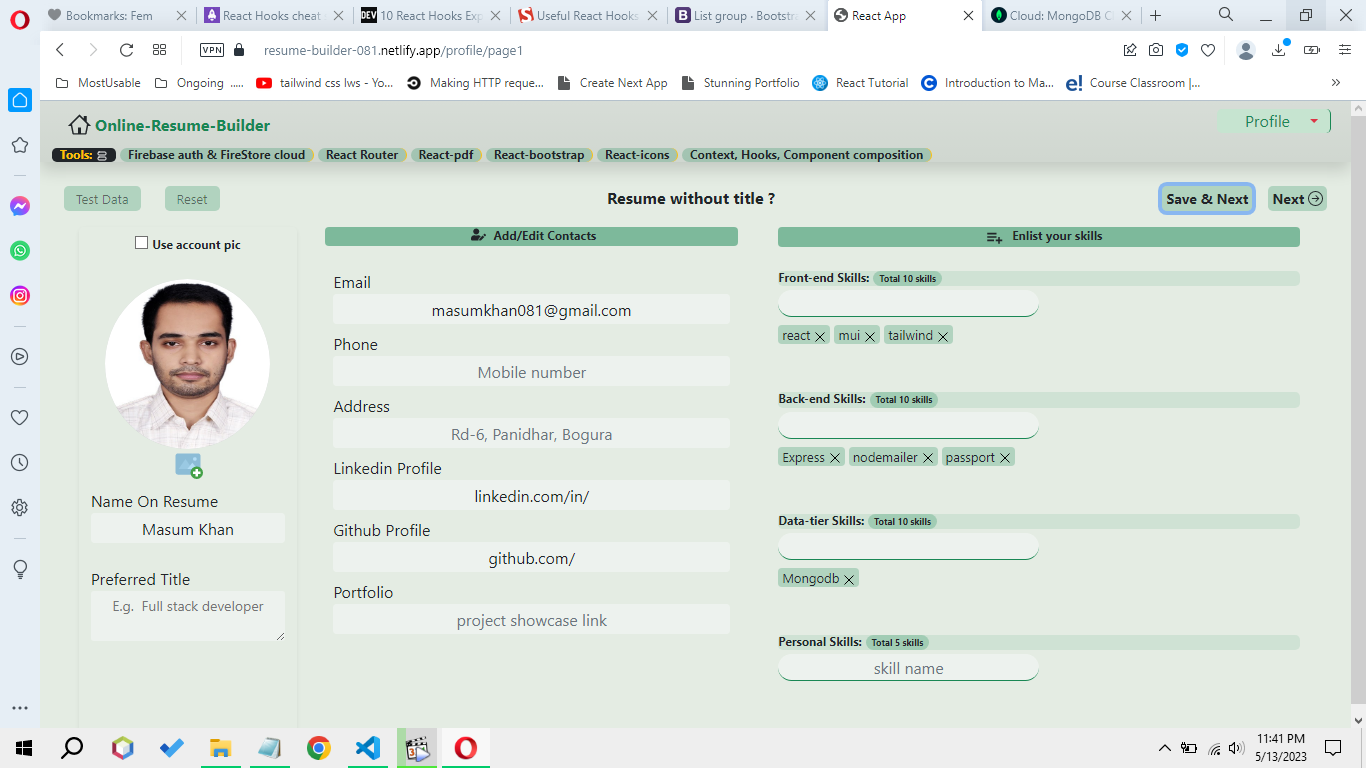 Bookmarks: Fem
React Hooks cheat
10 React Hooks Exp
Useful React Hooks
List group · Bootstr
React App
Cloud: MongoDB C
VPN
resume-builder-081.netlify.app/profile/page1
MostUsable
Ongoing .....
tailwind css lws - Yo...
Making HTTP reque...
Create Next App
Stunning Portfolio
React Tutorial
Introduction to Ma...
Course Classroom |...
Online-Resume-Builder
Profile
Tools:
Firebase auth & FireStore cloud
React Router
React-pdf
React-bootstrap
React-icons
Context, Hooks, Component composition
Test Data
Reset
Resume without title ?
Save & Next
Next
Use account pic
Name On Resume
Masum Khan
Preferred Title
E.g. Full stack developer
Add/Edit Contacts
Email
masumkhan081@gmail.com
Phone
Mobile number
Address
Rd-6, Panidhar, Bogura
Linkedin Profile
linkedin.com/in/
Github Profile
github.com/
Portfolio
project showcase link
Enlist your skills
Front-end Skills: Total 10 skills
react
mui
tailwind
Back-end Skills: Total 10 skills
Express
nodemailer
passport
Data-tier Skills: Total 10 skills
Mongodb
Personal Skills: Total 5 skills
skill name
11:41 PM
5/13/2023